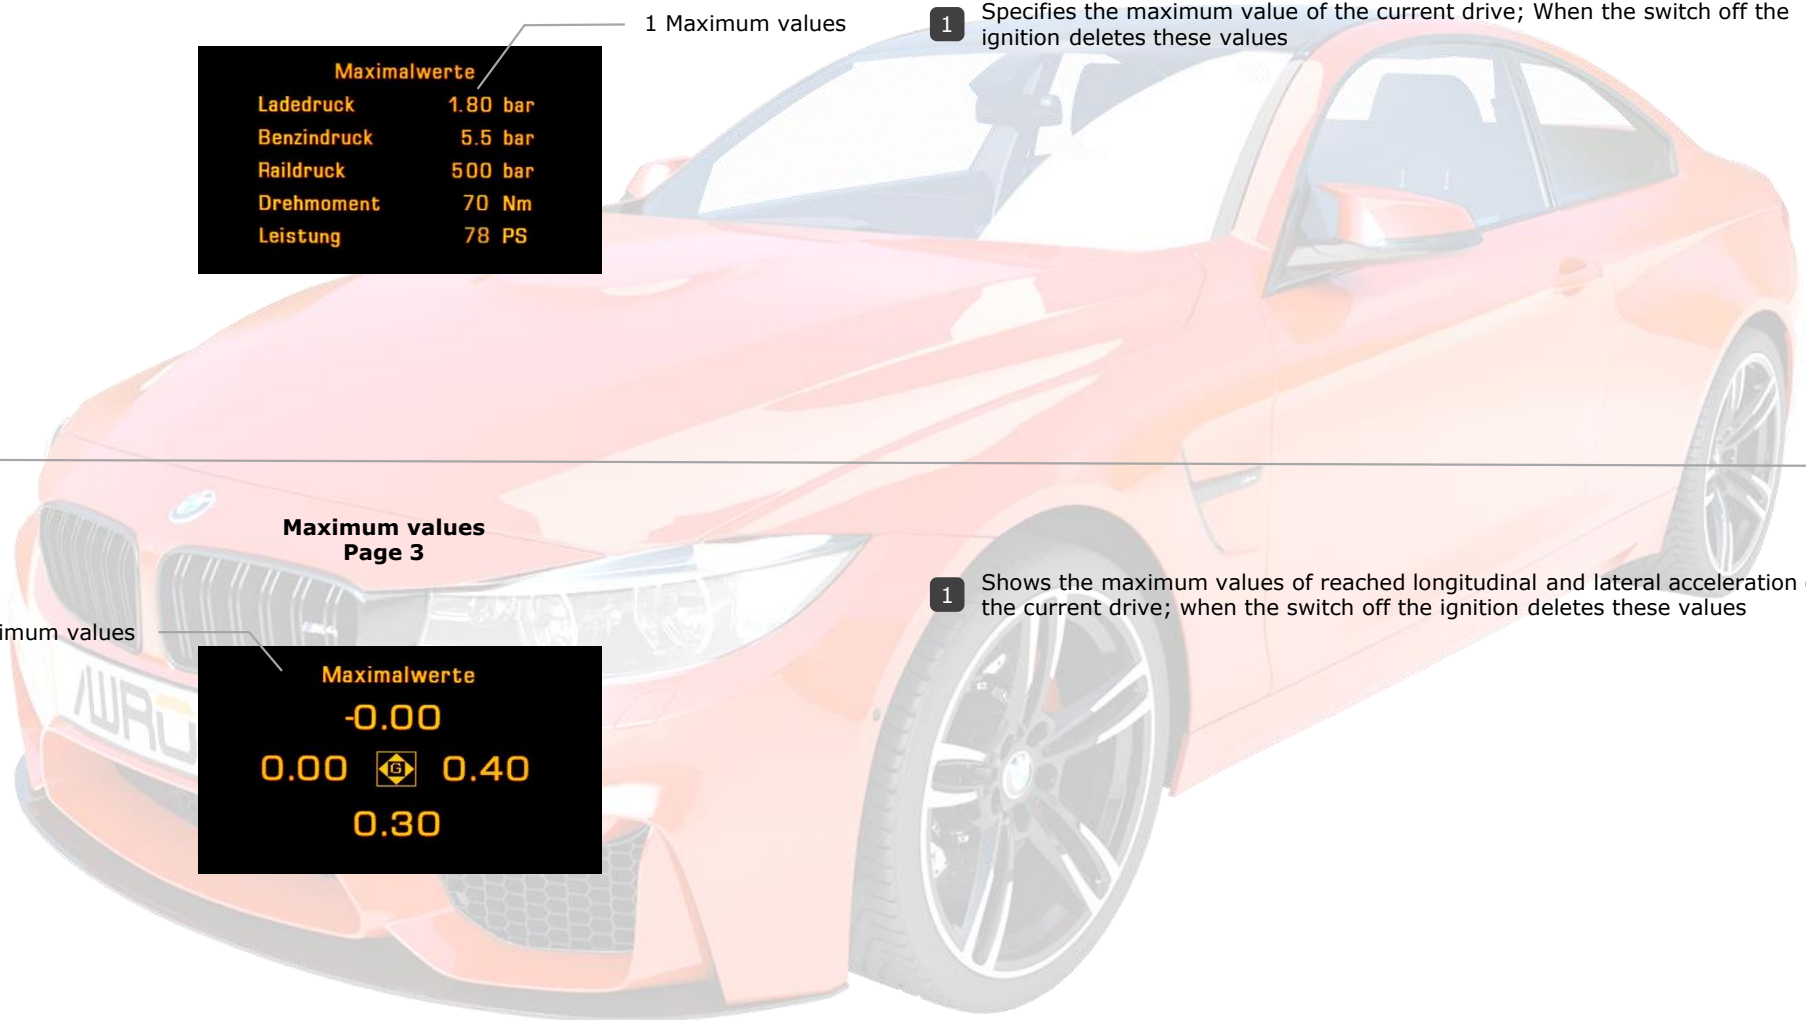 1 Maximum values
1 Specifies the maximum value of the current drive; When the switch off the
ignition deletes these values
Maximalwerte
Ladedruck 1.80 bar
Benzindruck 5.5 bar
Raildruck 500 bar
Drehmoment 70 Nm
Leistung 78 PS
Maximum values
Page 3
1 Shows the maximum values of reached longitudinal and lateral acceleration
the current drive; when the switch off the ignition deletes these values
values
Maximalwerte
-0.00
0.00 G 0.40
0.30